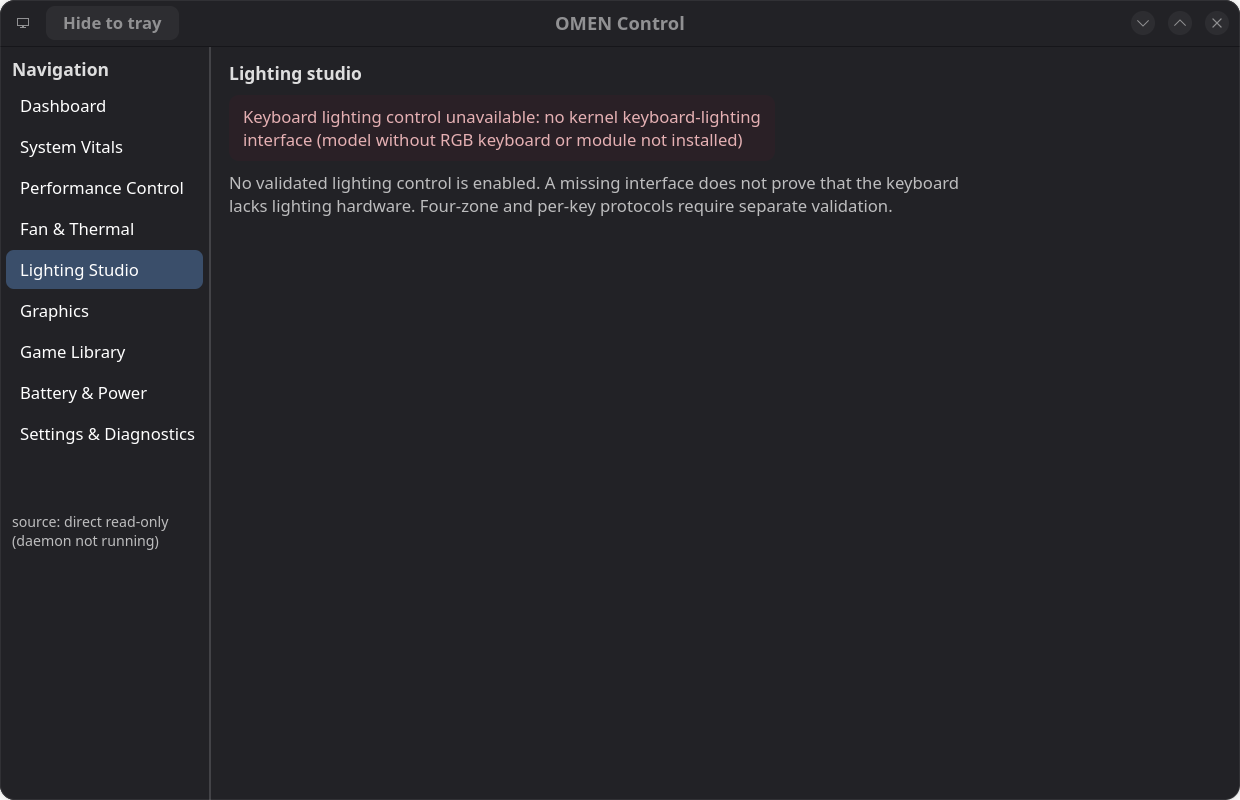 Hide to tray
OMEN Control
Navigation
Dashboard
System Vitals
Performance Control
Fan & Thermal
Lighting Studio
Graphics
Game Library
Battery & Power
Settings & Diagnostics
source: direct read-only
(daemon not running)
Lighting studio
Keyboard lighting control unavailable: no kernel keyboard-lighting
interface (model without RGB keyboard or module not installed)
No validated lighting control is enabled. A missing interface does not prove that the keyboard
lacks lighting hardware. Four-zone and per-key protocols require separate validation.